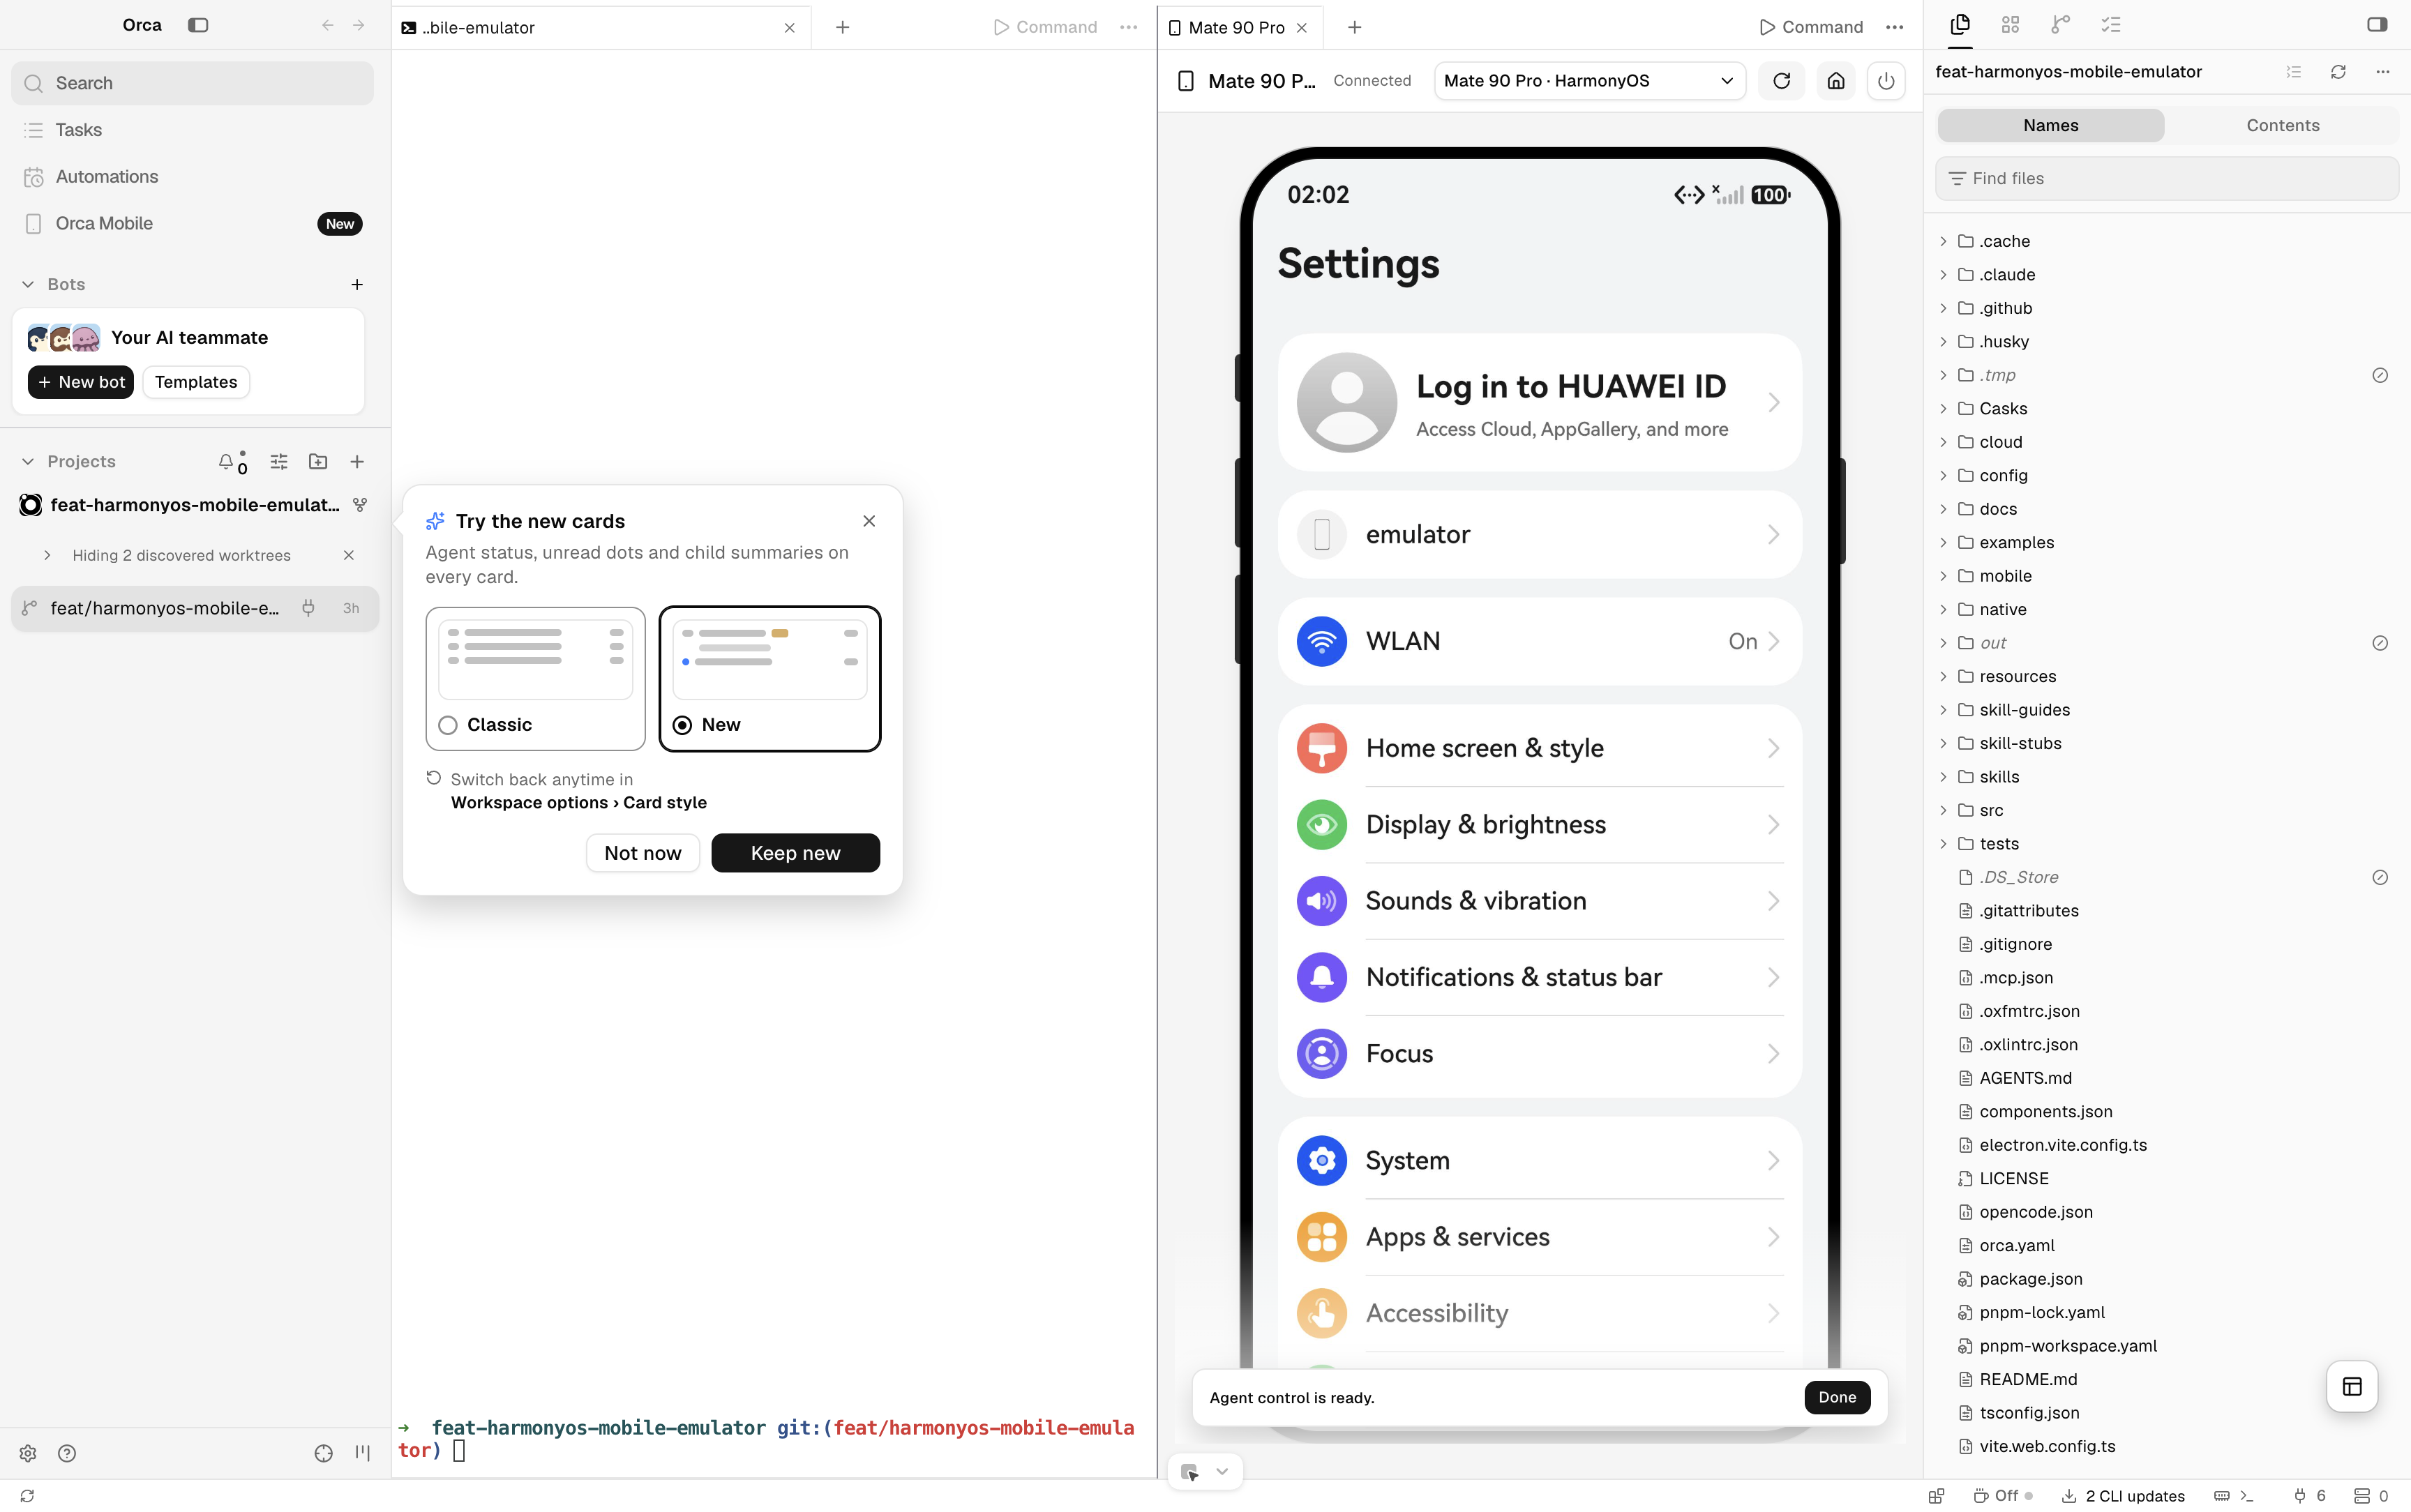 Orca
Search
Tasks
Automations
Orca Mobile
New
Bots
Your AI teammate
New bot
Templates
Projects
0
feat-harmonyos-mobile-emulat...
Hiding 2 discovered worktrees
feat/harmonyos-mobile-e...
3h
..bile-emulator
Command
Try the new cards
Agent status, unread dots and child summaries on
every card.
Classic
New
Switch back anytime in
Workspace options › Card style
Not now
Keep new
→ feat-harmonyos-mobile-emulator git:(feat/harmonyos-mobile-emula
tor)
Mate 90 Pro
Command
Mate 90 P...
Connected
Mate 90 Pro · HarmonyOS
02:02
100
Settings
Log in to HUAWEI ID
Access Cloud, AppGallery, and more
emulator
WLAN
On
Home screen & style
Display & brightness
Sounds & vibration
Notifications & status bar
Focus
System
Apps & services
Accessibility
Agent control is ready.
Done
feat-harmonyos-mobile-emulator
Names
Contents
Find files
.cache
.claude
.github
.husky
.tmp
Casks
cloud
config
docs
examples
mobile
native
out
resources
skill-guides
skill-stubs
skills
src
tests
.DS_Store
.gitattributes
.gitignore
.mcp.json
.oxfmtrc.json
.oxlintrc.json
AGENTS.md
components.json
electron.vite.config.ts
LICENSE
opencode.json
orca.yaml
package.json
pnpm-lock.yaml
pnpm-workspace.yaml
README.md
tsconfig.json
vite.web.config.ts
Off
2 CLI updates
6
0